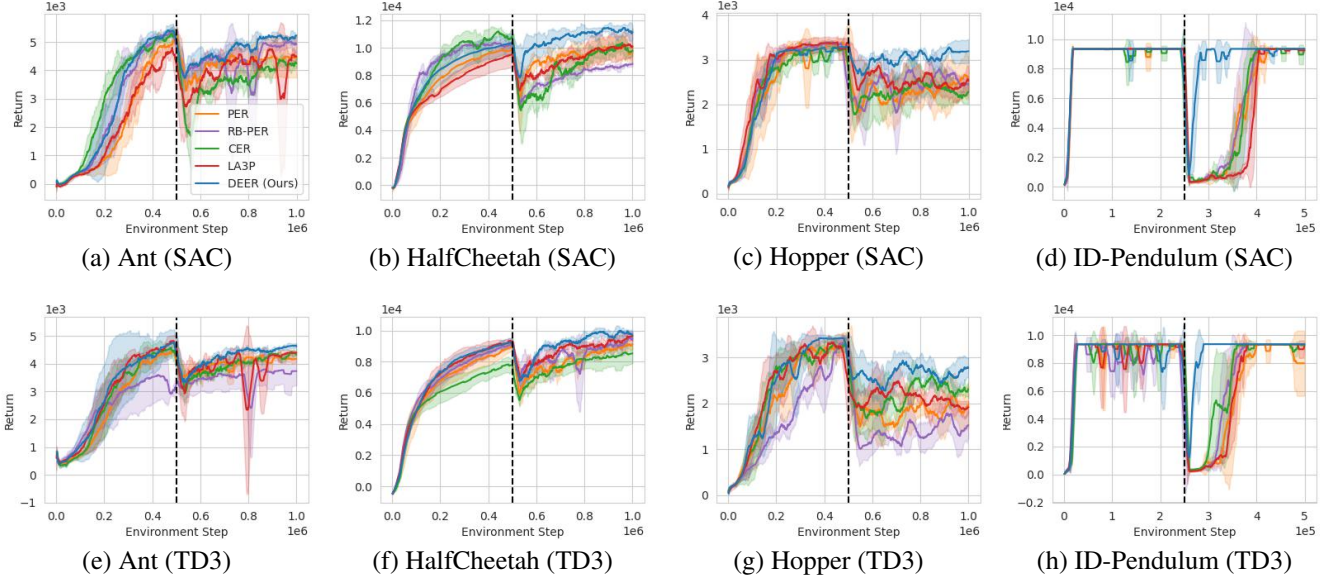 1e3
5
4
3
2
1
0
Return
PER
RB-PER
CER
LA3P
DEER (Ours)
0.0 0.2 0.4 0.6 0.8 1.0
Environment Step 1e6
(a) Ant (SAC)
1e4
1.2
1.0
0.8
0.6
0.4
0.2
0.0
Return
0.0 0.2 0.4 0.6 0.8 1.0
Environment Step 1e6
(b) HalfCheetah (SAC)
1e3
4
3
2
1
0
Return
0.0 0.2 0.4 0.6 0.8 1.0
Environment Step 1e6
(c) Hopper (SAC)
1e4
1.0
0.8
0.6
0.4
0.2
0.0
Return
0 1 2 3 4 5
Environment Step 1e5
(d) ID-Pendulum (SAC)
1e3
5
4
3
2
1
0
−1
Return
0.0 0.2 0.4 0.6 0.8 1.0
Environment Step 1e6
(e) Ant (TD3)
1e4
1.0
0.8
0.6
0.4
0.2
0.0
Return
0.0 0.2 0.4 0.6 0.8 1.0
Environment Step 1e6
(f) HalfCheetah (TD3)
1e3
3
2
1
0
Return
0.0 0.2 0.4 0.6 0.8 1.0
Environment Step 1e6
(g) Hopper (TD3)
1e4
1.0
0.8
0.6
0.4
0.2
0.0
−0.2
Return
0 1 2 3 4 5
Environment Step 1e5
(h) ID-Pendulum (TD3)